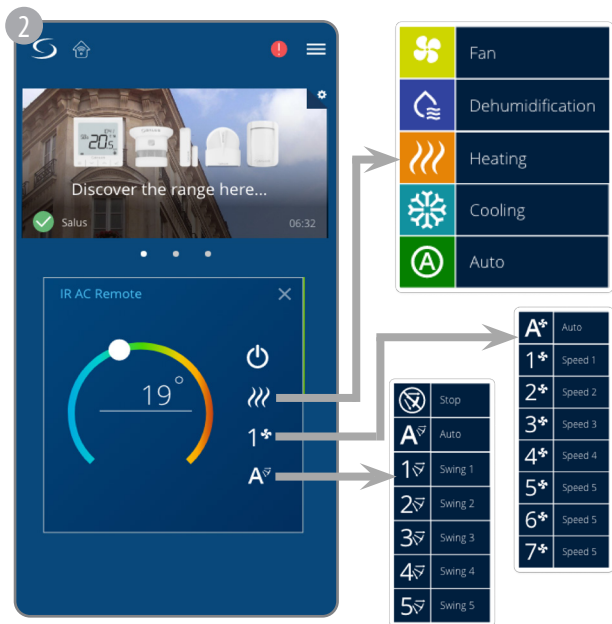 2
Discover the range here...
Salus
06:32
IR AC Remote
19°
1
A
Fan
Dehumidification
Heating
Cooling
A Auto
A Auto
1 Speed 1
2 Speed 2
3 Speed 3
4 Speed 4
5 Speed 5
6 Speed 5
7 Speed 5
Stop
A Auto
1 Swing 1
2 Swing 2
3 Swing 3
4 Swing 4
5 Swing 5